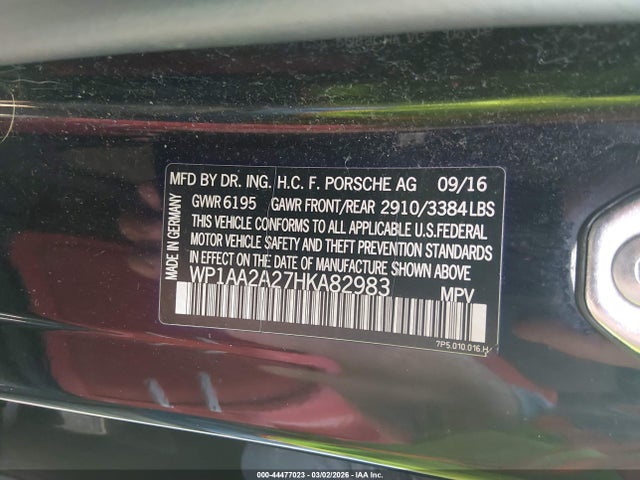 MFD BY DR. ING. H.C. F. PORSCHE AG 09/16
GVWR 6195 GAWR FRONT/REAR 2910/3384 LBS
THIS VEHICLE CONFORMS TO ALL APPLICABLE U.S.FEDERAL
MOTOR VEHICLE SAFETY AND THEFT PREVENTION STANDARDS
IN EFFECT ON THE DATE OF MANUFACTURE SHOWN ABOVE
WP1AA2A27HKA82983 MPV
MADE IN GERMANY
7P5.010.016.H
000-44477023 | 03/02/2026 | IAA Inc.